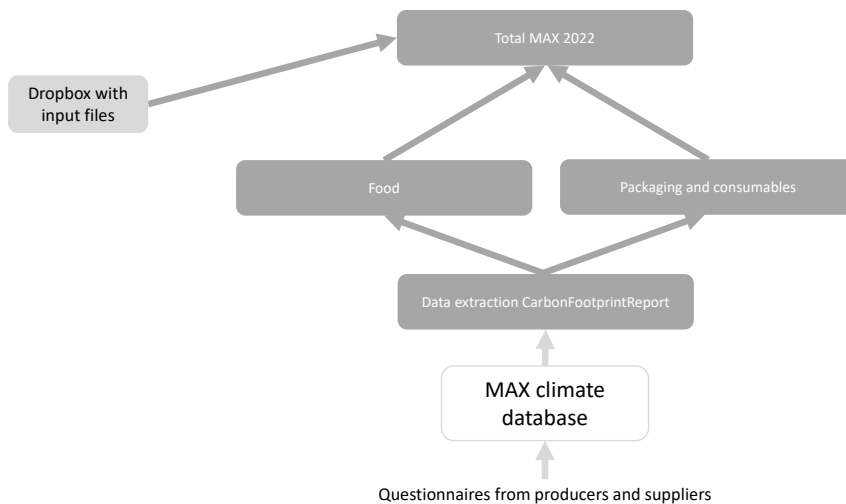 Total MAX 2022
Dropbox with
input files
Food
Packaging and consumables
Data extraction CarbonFootprintReport
MAX climate
database
Questionnaires from producers and suppliers